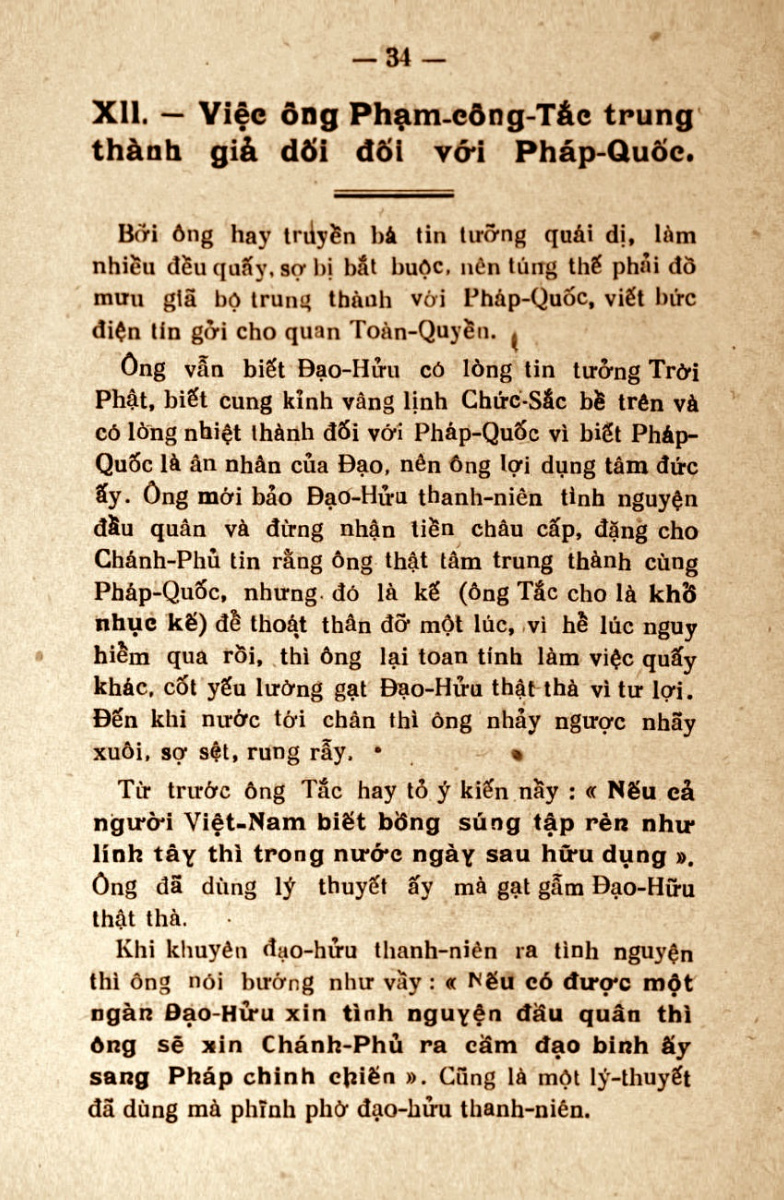 — 34 —
XII. — Việc ông Phạm-công-Tắc trung
thành giả dối đối với Pháp-Quốc.
Bởi ông hay truyền bá tin tưỡng quái dị, làm
nhiều đều quấy, sợ bị bắt buộc, nên túng thế phải đồ
mưu giã bộ trung thành với Pháp-Quốc, viết bức
điện tín gởi cho quan Toàn-Quyền.
Ông vẫn biết Đạo-Hửu có lòng tin tưởng Trời
Phật, biết cung kỉnh vâng lịnh Chức-Sắc bề trên và
có lòng nhiệt thành đối với Pháp-Quốc vì biết Pháp-
Quốc là ân nhân của Đạo, nên ông lợi dụng tâm đức
ấy. Ông mới bảo Đạo-Hửu thanh-niên tình nguyện
đầu quân và đừng nhận tiền châu cấp, đặng cho
Chánh-Phủ tin rằng ông thật tâm trung thành cùng
Pháp-Quốc, nhưng đó là kế (ông Tắc cho là khổ
nhục kế) để thoát thân đỡ một lúc, vì hề lúc nguy
hiểm qua rồi, thì ông lại toan tính làm việc quấy
khác, cốt yếu lường gạt Đạo-Hửu thật thà vì tư lợi.
Đến khi nước tới chân thì ông nhảy ngược nhãy
xuôi, sợ sệt, rung rẫy.
Từ trước ông Tắc hay tỏ ý kiến nầy : « Nếu cả
người Việt-Nam biết bồng súng tập rèn như
lính tây thì trong nước ngày sau hữu dụng ».
Ông đã dùng lý thuyết ấy mà gạt gẫm Đạo-Hữu
thật thà.
Khi khuyên đạo-hửu thanh-niên ra tình nguyện
thì ông nói bướng như vầy : « Nếu có được một
ngàn Đạo-Hửu xin tình nguyện đầu quân thì
ông sẽ xin Chánh-Phủ ra cầm đạo binh ấy
sang Pháp chinh chiến ». Cũng là một lý-thuyết
đã dùng mà phĩnh phờ đạo-hửu thanh-niên.